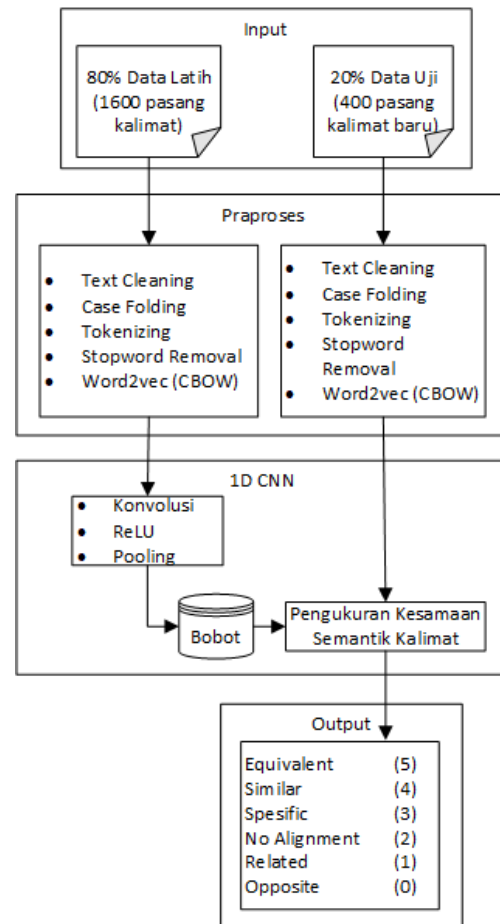 Input
80% Data Latih
(1600 pasang
kalimat)
20% Data Uji
(400 pasang
kalimat baru)
Praproses
• Text Cleaning
• Case Folding
• Tokenizing
• Stopword Removal
• Word2vec (CBOW)
• Text Cleaning
• Case Folding
• Tokenizing
• Stopword
Removal
• Word2vec (CBOW)
1D CNN
• Konvolusi
• ReLU
• Pooling
Bobot
Pengukuran Kesamaan
Semantik Kalimat
Output
Equivalent (5)
Similar (4)
Spesific (3)
No Alignment (2)
Related (1)
Opposite (0)